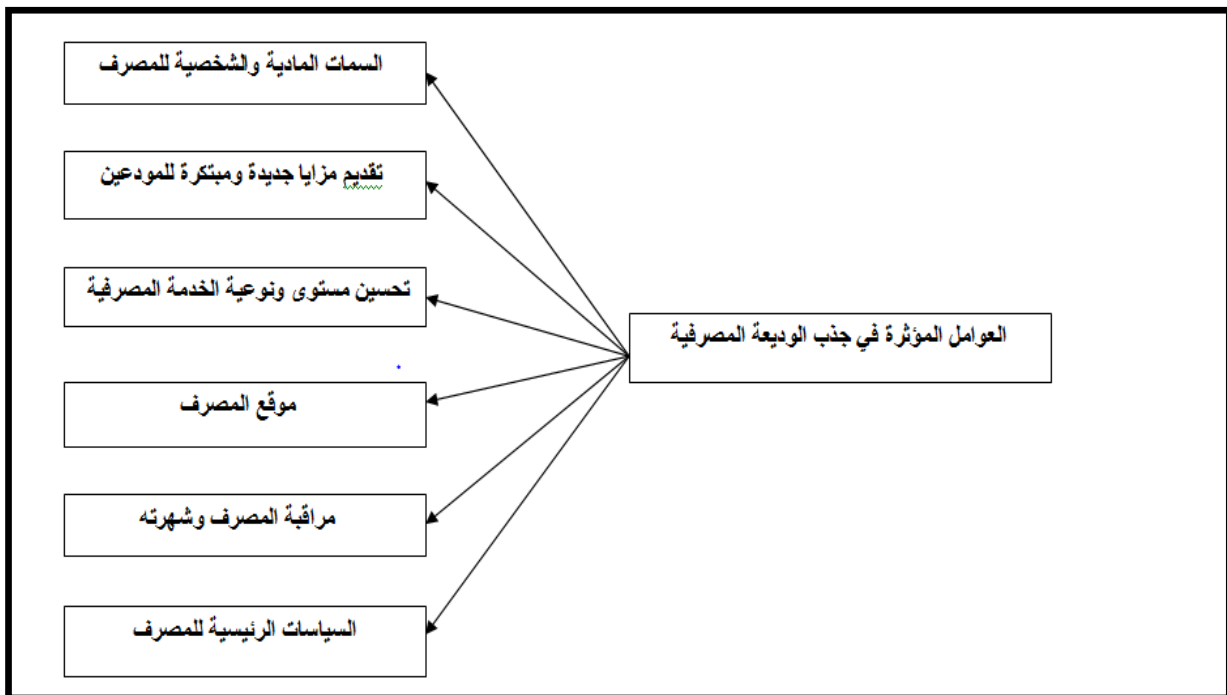 العوامل المؤثرة في جذب الوديعة المصرفية
السمات المادية والشخصية للمصرف
تقديم مزايا جديدة ومبتكرة للمودعين
تحسين مستوى ونوعية الخدمة المصرفية
موقع المصرف
مراقبة المصرف وشهرته
السياسات الرئيسية للمصرف